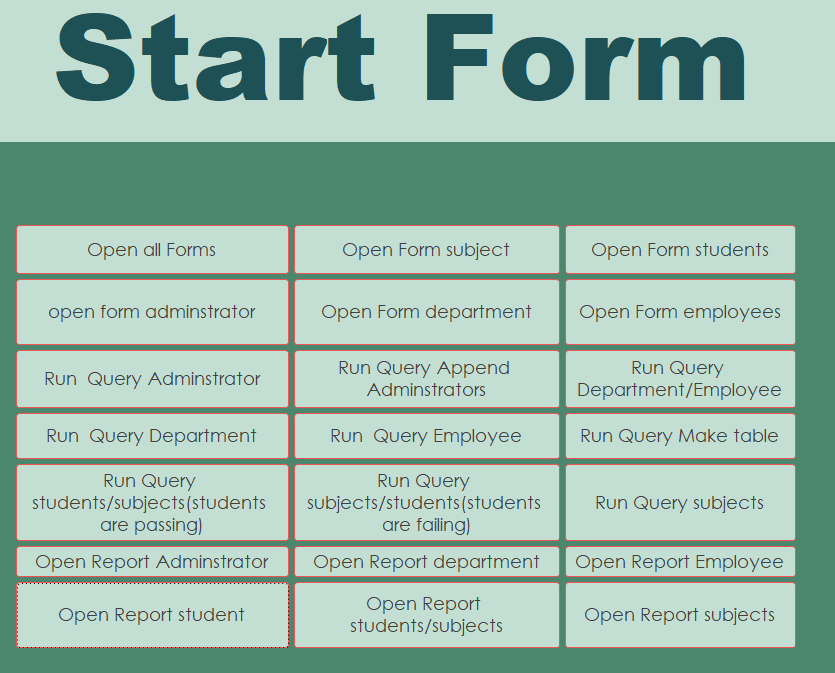 Start Form
Open all Forms
Open Form subject
Open Form students
open form adminstrator
Open Form department
Open Form employees
Run  Query Adminstrator
Run Query Append
Adminstrators
Run Query
Department/Employee
Run  Query Department
Run  Query Employee
Run Query Make table
Run Query
students/subjects(students
are passing)
Run Query
subjects/students(students
are failing)
Run Query subjects
Open Report Adminstrator
Open Report department
Open Report Employee
Open Report student
Open Report
students/subjects
Open Report subjects